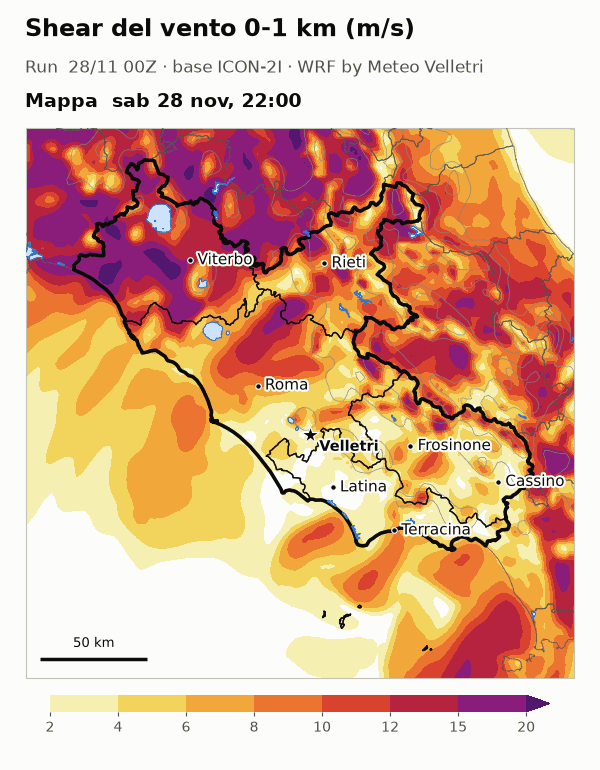 Shear del vento 0-1 km (m/s)
Run  28/11 00Z · base ICON-2I · WRF by Meteo Velletri
Mappa  sab 28 nov, 22:00
Viterbo
Rieti
Roma
Velletri
Frosinone
Cassino
Latina
Terracina
50 km
2 4 6 8 10 12 15 20